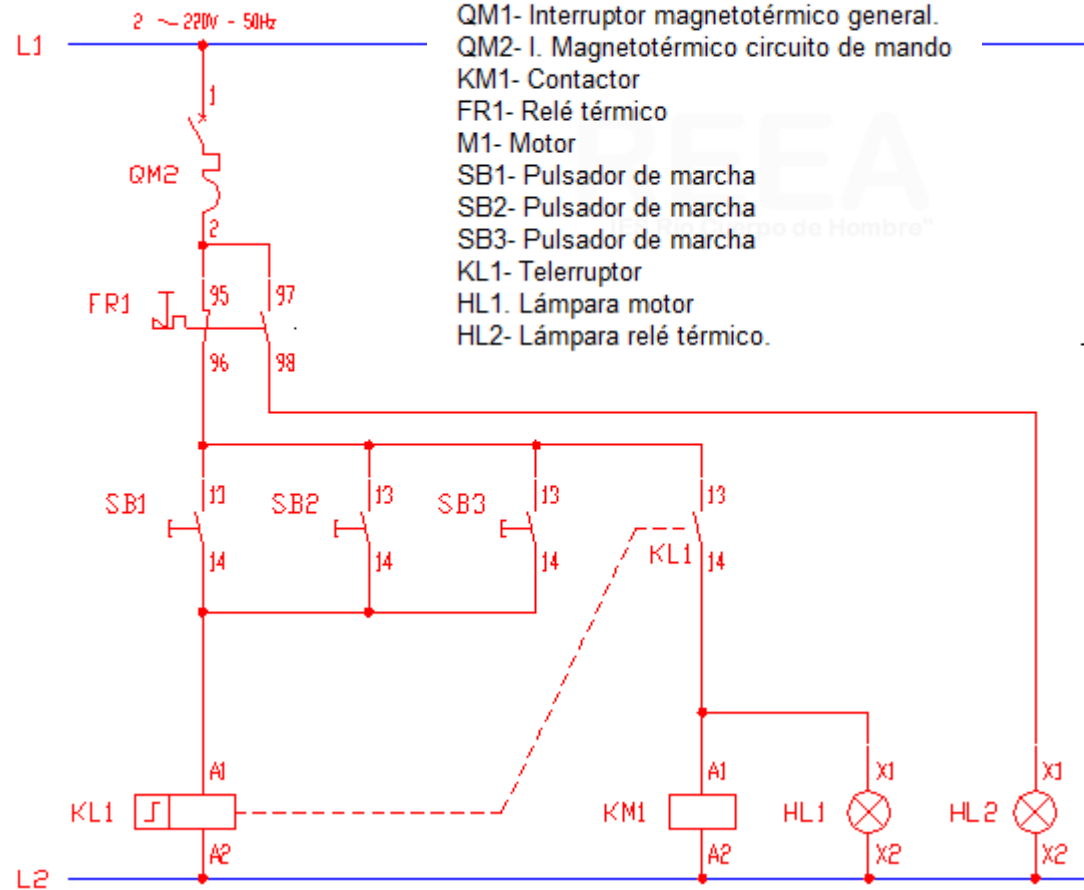 2 ~ 220V - 50Hz
L1
QM1- Interruptor magnetotérmico general.
QM2- I. Magnetotérmico circuito de mando
KM1- Contactor
FR1- Relé térmico
M1- Motor
SB1- Pulsador de marcha
SB2- Pulsador de marcha
SB3- Pulsador de marcha
KL1- Telerruptor
HL1. Lámpara motor
HL2- Lámpara relé térmico.
1
QM2
2
FR1
95 97
96 98
SB1 13 SB2 13 SB3 13 13
14 14 14 KL1 14
A1 A1 X1 X1
KL1 KM1 HL1 HL2
A2 A2 X2 X2
L2